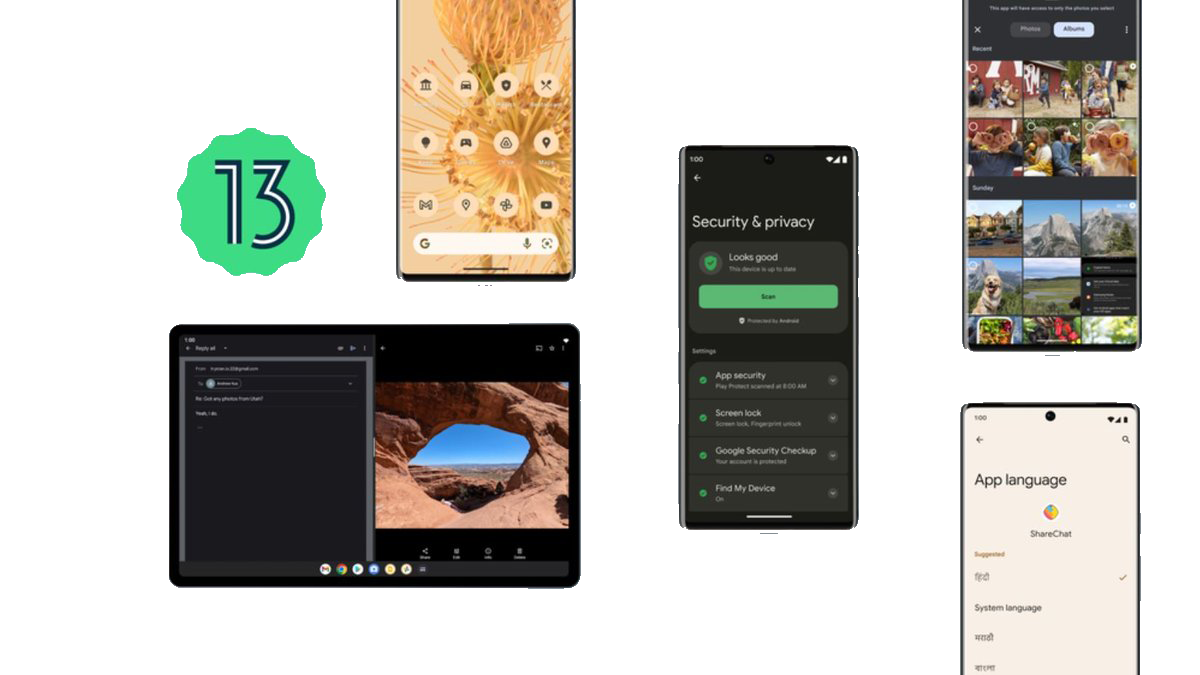 13
Maps
G
1:00
Reply all
From
To
Andrew Yuu
Re: Got any photos from Utah?
Yeah, I do.
Share
Edit
Info
Delete
1:00
Security & privacy
Looks good
This device is up to date
Scan
Protected by Android
Settings
App security
Play Protect scanned at 8:00 AM
Screen lock
Screen lock, Fingerprint unlock
Google Security Checkup
Your account is protected
Find My Device
On
This app will have access to only the photos you select
Photos
Albums
Recent
Sunday
1:00
App language
ShareChat
Suggested
हिंदी
System language
मराठी
বাংলা